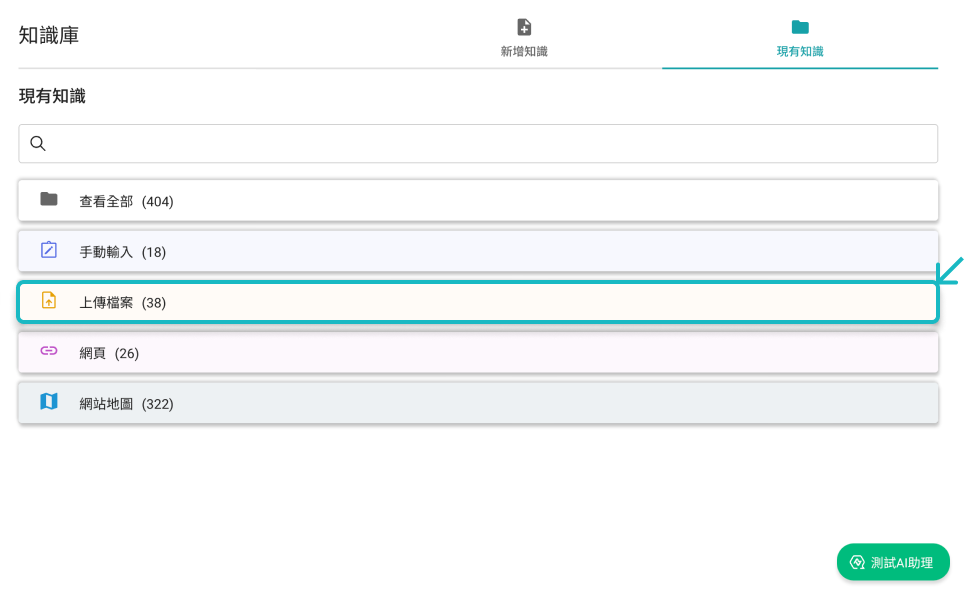 知識庫
新增知識
現有知識
現有知識
查看全部 (404)
手動輸入 (18)
上傳檔案 (38)
網頁 (26)
網站地圖 (322)
測試AI助理